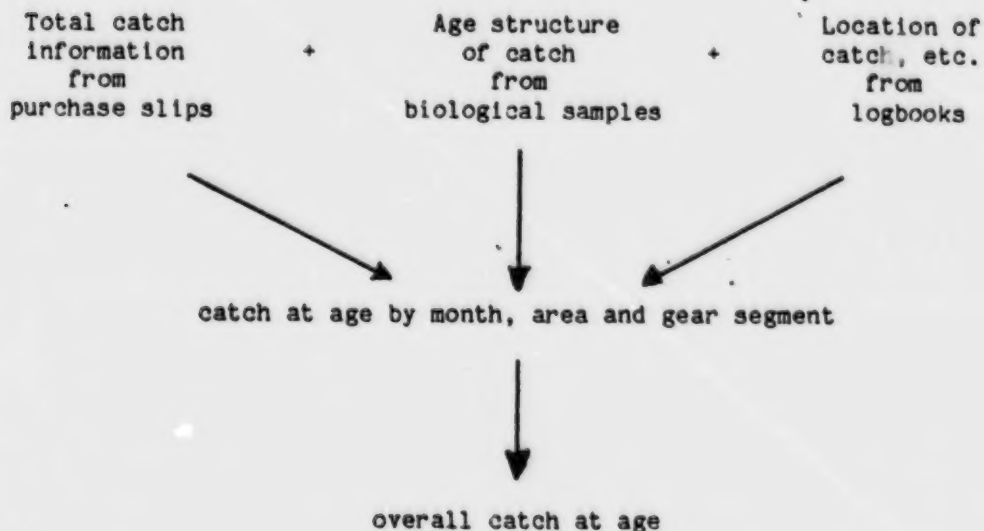 Total catch
information
from
purchase slips
+
Age structure
of catch
from
biological samples
+
Location of
catch, etc.
from
logbooks
catch at age by month, area and gear segment
overall catch at age